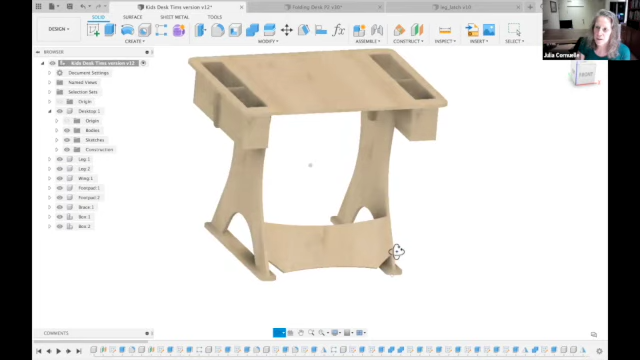 Kids Desk Tims version v12*
Folding Desk F2 v30*
leg_latch v10
SOLID
SURFACE
SHEET METAL
TOOLS
DESIGN
CREATE
MODIFY
ASSEMBLE
CONSTRUCT
INSPECT
INSERT
SELECT
Julia Cornuelle
BROWSER
Kids Desk Tims version v12
Document Settings
Named Views
Selection Sets
Origin
Desktop:1
Origin
Bodies
Sketches
Construction
Leg 1
Leg 2
Wing:1
Footpad:1
Footpad:2
Brace:1
Box:1
Box:2
FRONT
COMMENTS